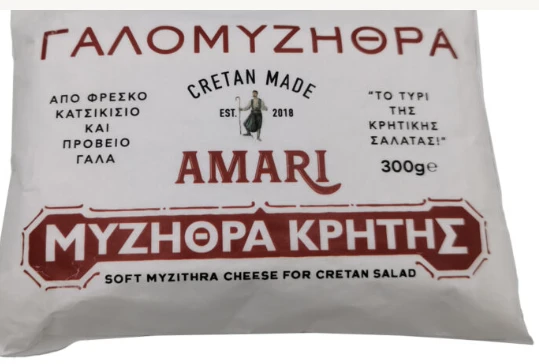 ΓΑΛΟΜΥΖΗΘΡΑ
CRETAN MADE
EST. 2018
ΑΠΟ ΦΡΕΣΚΟ
ΚΑΤΣΙΚΙΣΙΟ
ΚΑΙ
ΠΡΟΒΕΙΟ
ΓΑΛΑ
"ΤΟ ΤΥΡΙ
ΤΗΣ
ΚΡΗΤΙΚΗΣ
ΣΑΛΑΤΑΣ!"
300g℮
AMARI
ΜΥΖΗΘΡΑ ΚΡΗΤΗΣ
SOFT MYZITHRA CHEESE FOR CRETAN SALAD